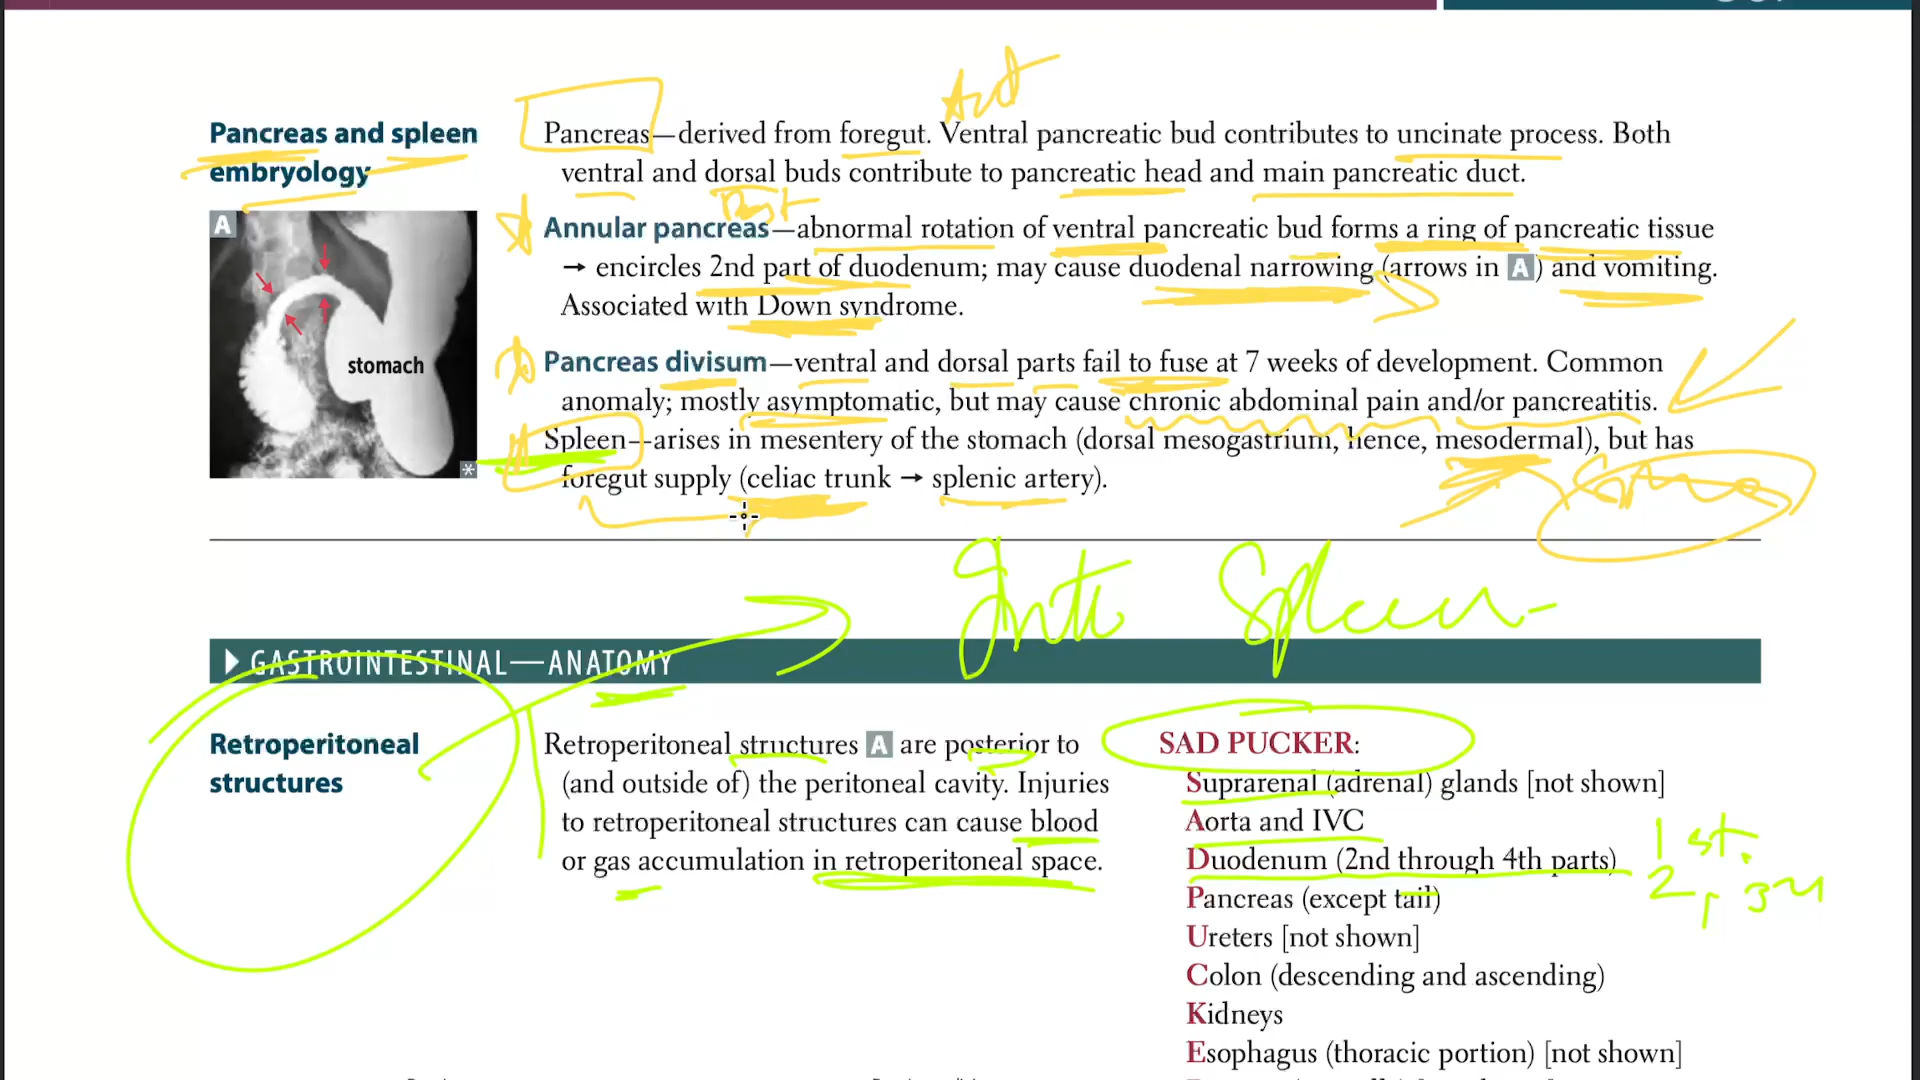 Pancreas and spleen
embryology
Ant
Pancreas—derived from foregut. Ventral pancreatic bud contributes to uncinate process. Both
ventral and dorsal buds contribute to pancreatic head and main pancreatic duct.
Post
Annular pancreas—abnormal rotation of ventral pancreatic bud forms a ring of pancreatic tissue
→ encircles 2nd part of duodenum; may cause duodenal narrowing (arrows in A) and vomiting.
Associated with Down syndrome.
Pancreas divisum—ventral and dorsal parts fail to fuse at 7 weeks of development. Common
anomaly; mostly asymptomatic, but may cause chronic abdominal pain and/or pancreatitis.
Spleen—arises in mesentery of the stomach (dorsal mesogastrium, hence, mesodermal), but has
foregut supply (celiac trunk → splenic artery).
A
stomach
*
Spleen
GASTROINTESTINAL—ANATOMY
Retroperitoneal
structures
Retroperitoneal structures A are posterior to
(and outside of) the peritoneal cavity. Injuries
to retroperitoneal structures can cause blood
or gas accumulation in retroperitoneal space.
SAD PUCKER:
Suprarenal (adrenal) glands [not shown]
Aorta and IVC
Duodenum (2nd through 4th parts)
Pancreas (except tail)
Ureters [not shown]
Colon (descending and ascending)
Kidneys
Esophagus (thoracic portion) [not shown]
1st.